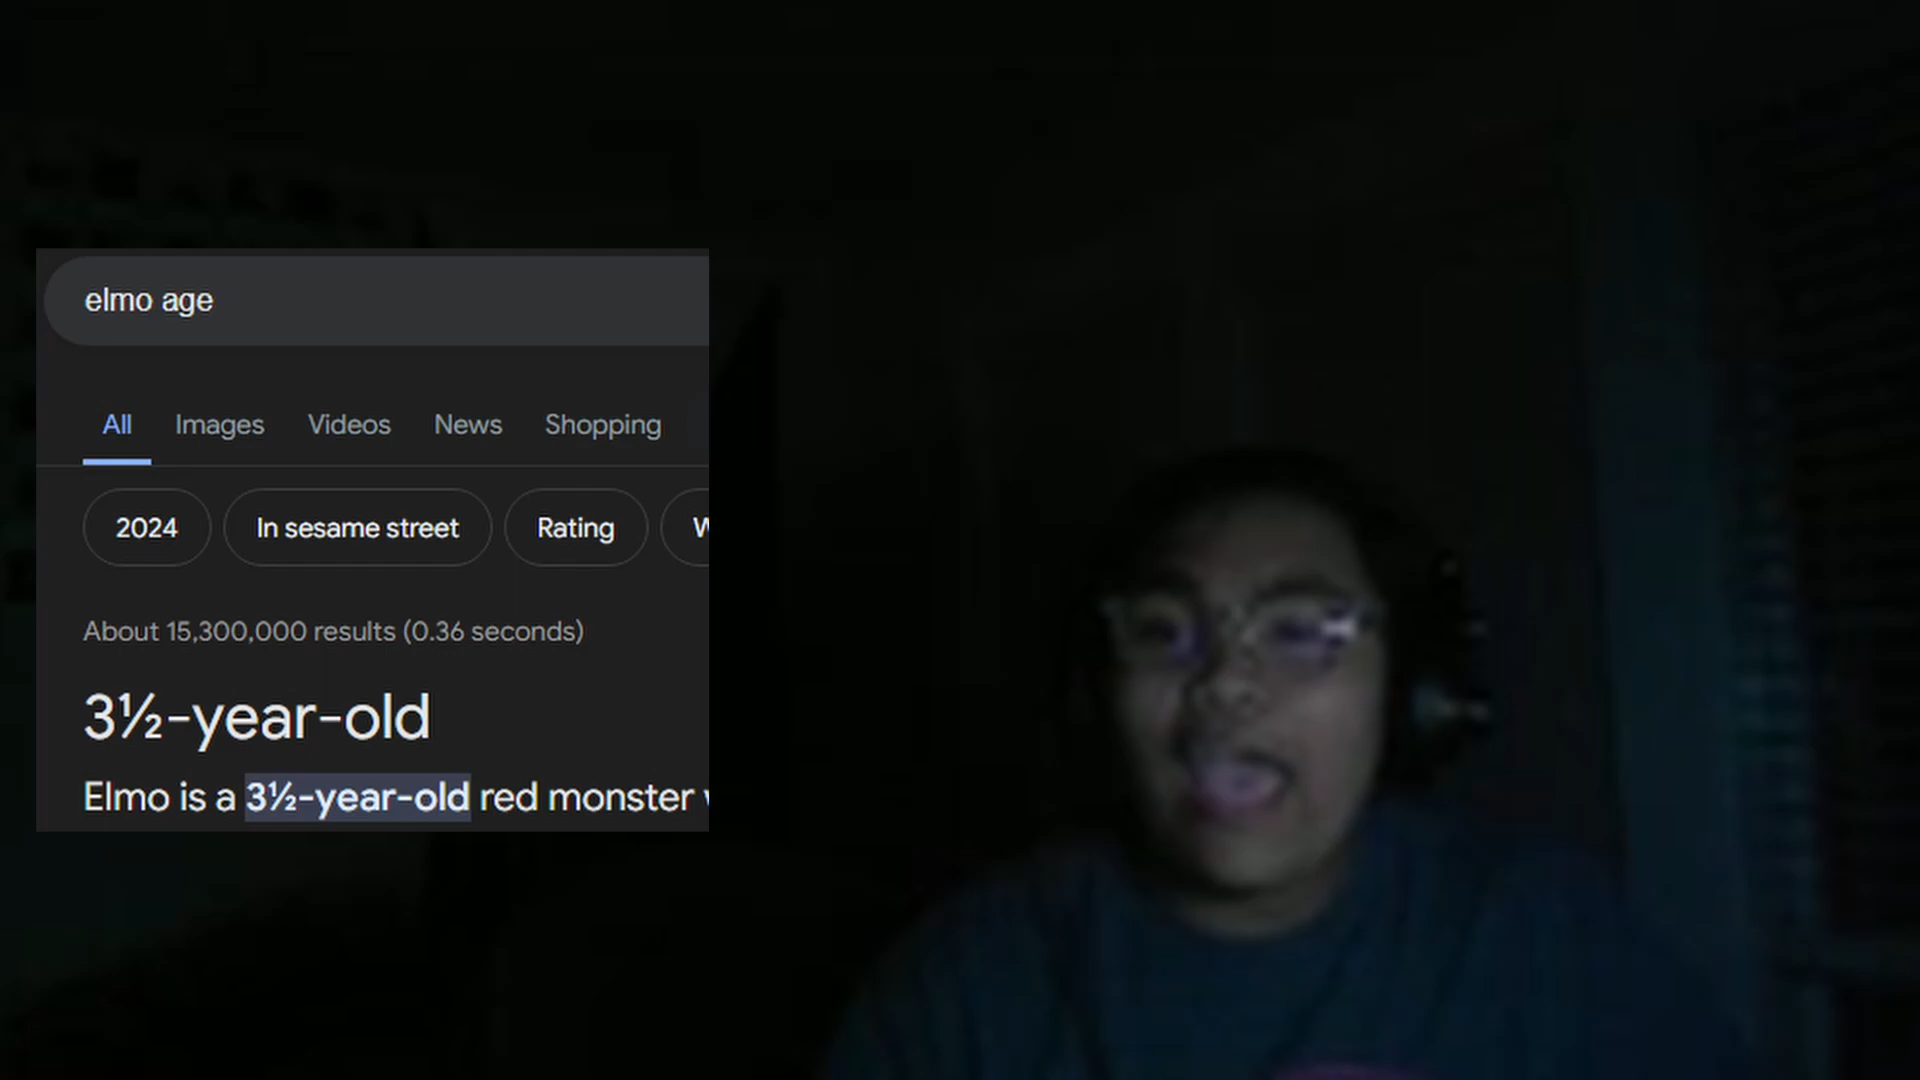 elmo age
All Images Videos News Shopping
2024 In sesame street Rating
About 15,300,000 results (0.36 seconds)
3½-year-old
Elmo is a 3½-year-old red monster